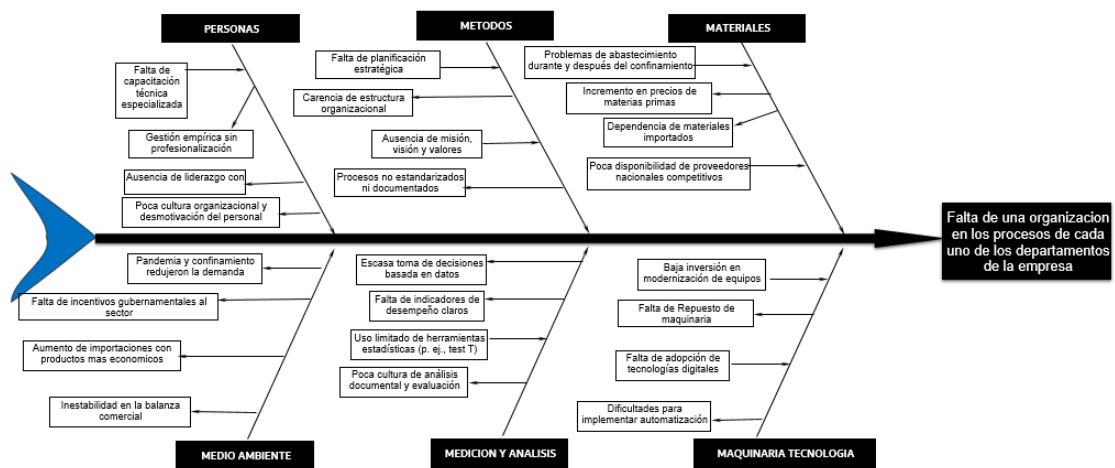 PERSONAS
METODOS
MATERIALES
Falta de
capacitación
técnica
especializada
Gestión empírica sin
profesionalización
Ausencia de liderazgo con
Poca cultura organizacional y
desmotivación del personal
Falta de planificación
estratégica
Carencia de estructura
organizacional
Ausencia de misión,
visión y valores
Procesos no estandarizados
ni documentados
Problemas de abastecimiento
durante y después del confinamiento
Incremento en precios de
materias primas
Dependencia de materiales
importados
Poca disponibilidad de proveedores
nacionales competitivos
Falta de una organizacion
en los procesos de cada
uno de los departamentos
de la empresa
Pandemia y confinamiento
redujeron la demanda
Falta de incentivos gubernamentales al
sector
Aumento de importaciones con
productos mas economicos
Inestabilidad en la balanza
comercial
Escasa toma de decisiones
basada en datos
Falta de indicadores de
desempeño claros
Uso limitado de herramientas
estadísticas (p. ej., test T)
Poca cultura de análisis
documental y evaluación
Baja inversión en
modernización de equipos
Falta de Repuesto de
maquinaria
Falta de adopción de
tecnologías digitales
Dificultades para
implementar automatización
MEDIO AMBIENTE
MEDICION Y ANALISIS
MAQUINARIA TECNOLOGIA